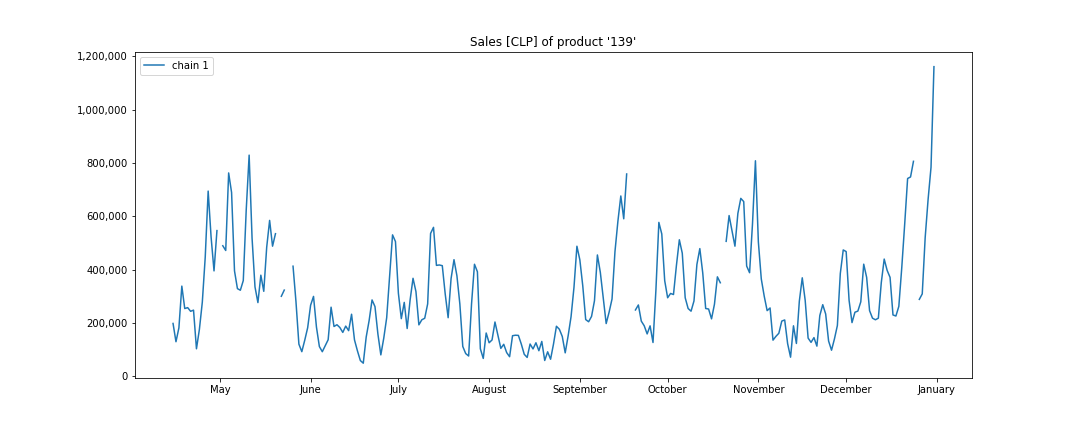 Sales [CLP] of product '139'
chain 1
1,200,000
1,000,000
800,000
600,000
400,000
200,000
0
May June July August September October November December January